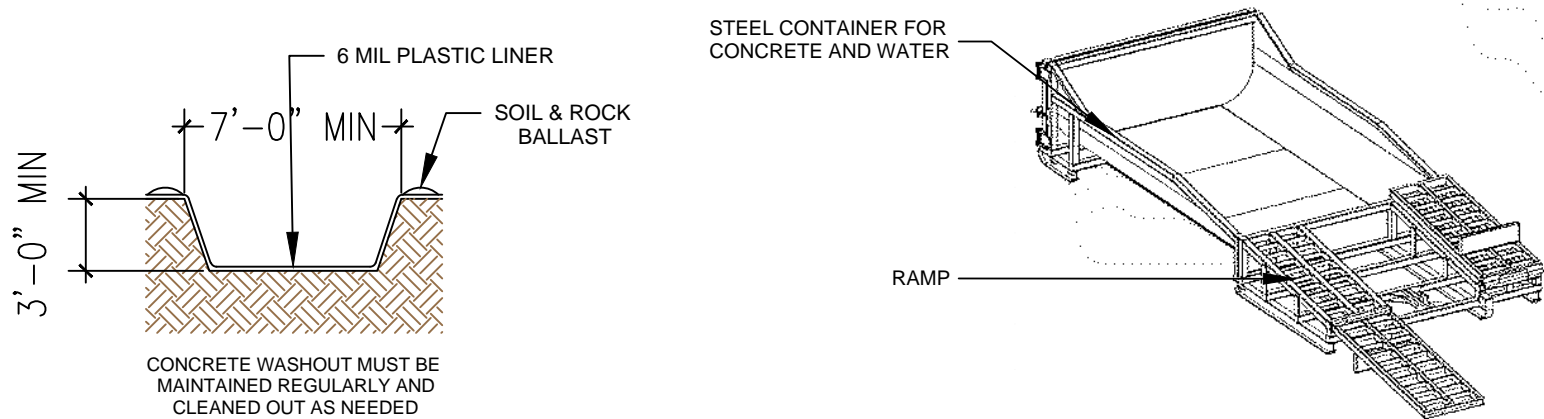 6 MIL PLASTIC LINER
7'-0" MIN
SOIL & ROCK
BALLAST
3'-0" MIN
CONCRETE WASHOUT MUST BE
MAINTAINED REGULARLY AND
CLEANED OUT AS NEEDED
STEEL CONTAINER FOR
CONCRETE AND WATER
RAMP